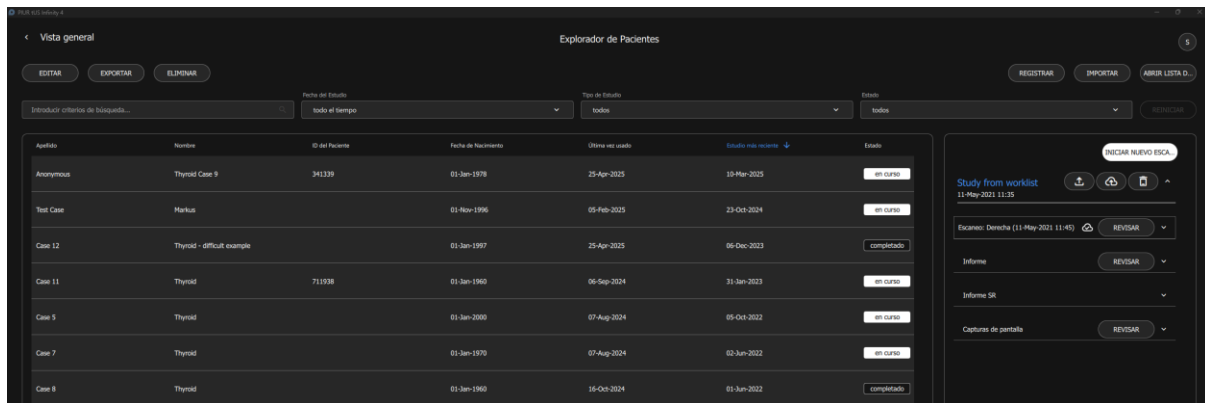 PIUR tUS Infinity 4
Vista general
Explorador de Pacientes
S
EDITAR EXPORTAR ELIMINAR REGISTRAR IMPORTAR ABRIR LISTA D...
Fecha del Estudio Tipo de Estudio Estado
Introducir criterios de búsqueda... todo el tiempo todos todos REINICIAR
Apellido Nombre ID del Paciente Fecha de Nacimiento Última vez usado Estudio más reciente Estado
Anonymous Thyroid Case 9 341339 01-Jan-1978 25-Apr-2025 10-Mar-2025 en curso
Test Case Markus 01-Nov-1996 05-Feb-2025 23-Oct-2024 en curso
Case 12 Thyroid - difficult example 01-Jan-1997 25-Apr-2025 06-Dec-2023 completado
Case 11 Thyroid 711938 01-Jan-1960 06-Sep-2024 31-Jan-2023 en curso
Case 5 Thyroid 01-Jan-2000 07-Aug-2024 05-Oct-2022 en curso
Case 7 Thyroid 01-Jan-1970 07-Aug-2024 02-Jun-2022 en curso
Case 8 Thyroid 01-Jan-1960 16-Oct-2024 01-Jun-2022 completado
INICIAR NUEVO ESCA...
Study from worklist
11-May-2021 11:35
Escaneo: Derecha (11-May-2021 11:45) REVISAR
Informe REVISAR
Informe SR
Capturas de pantalla REVISAR